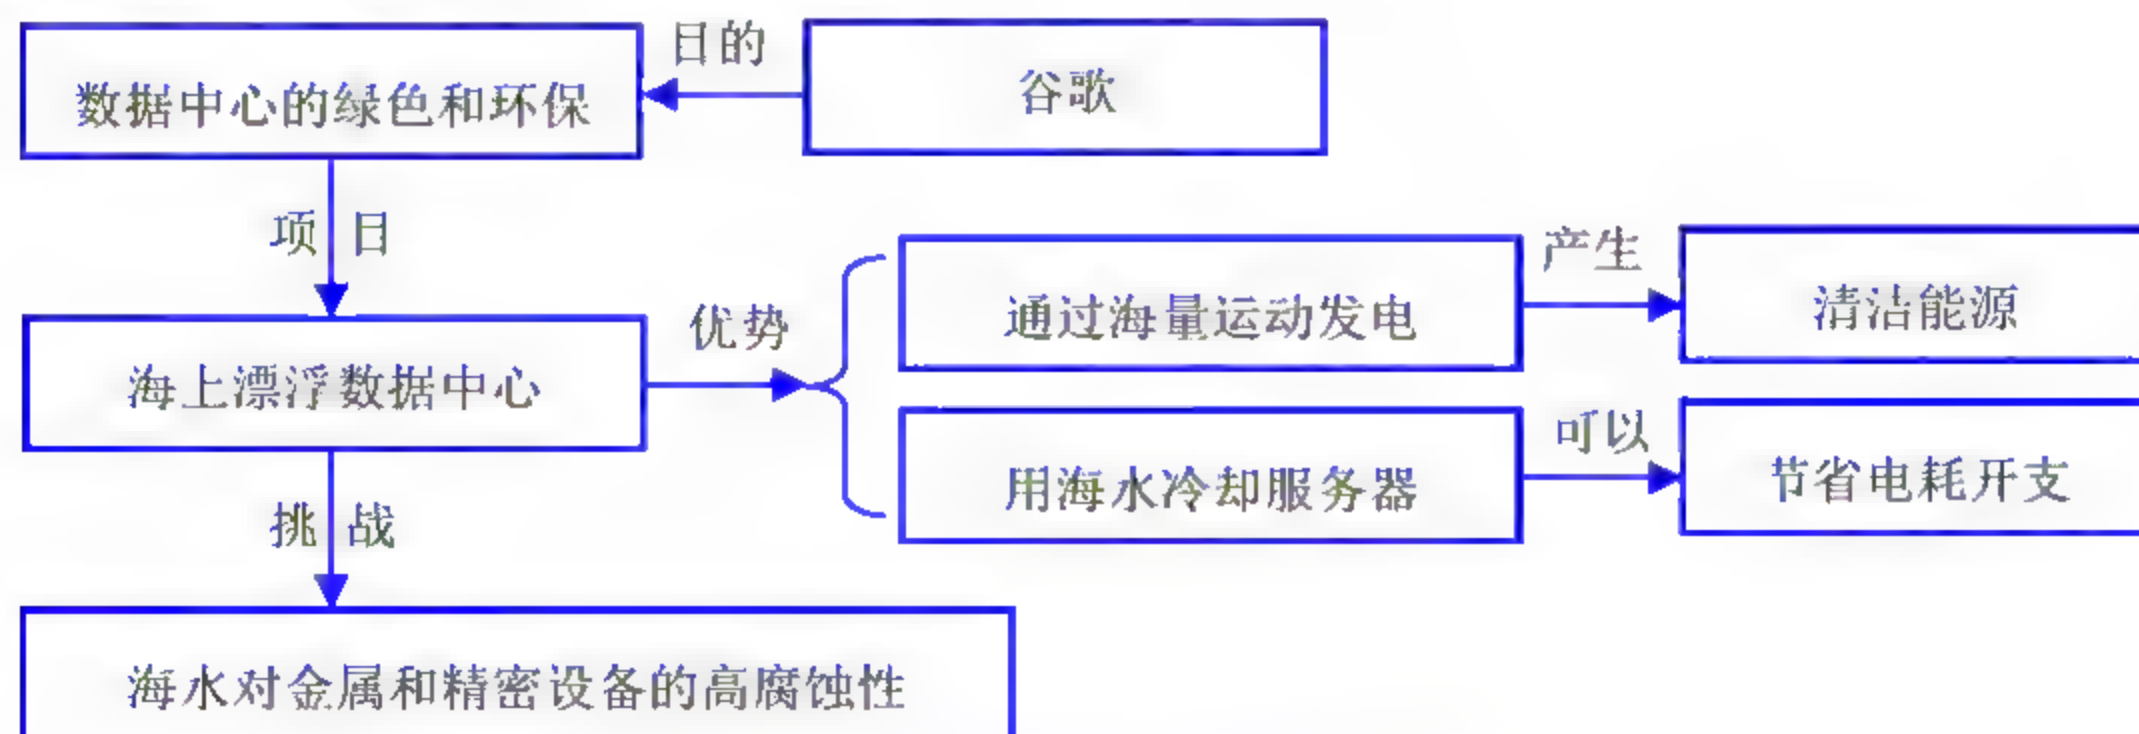 目的
数据中心的绿色和环保
谷歌
项目
产生
优势
通过海量运动发电
清洁能源
海上漂浮数据中心
可以
用海水冷却服务器
节省电耗开支
挑战
海水对金属和精密设备的高腐蚀性